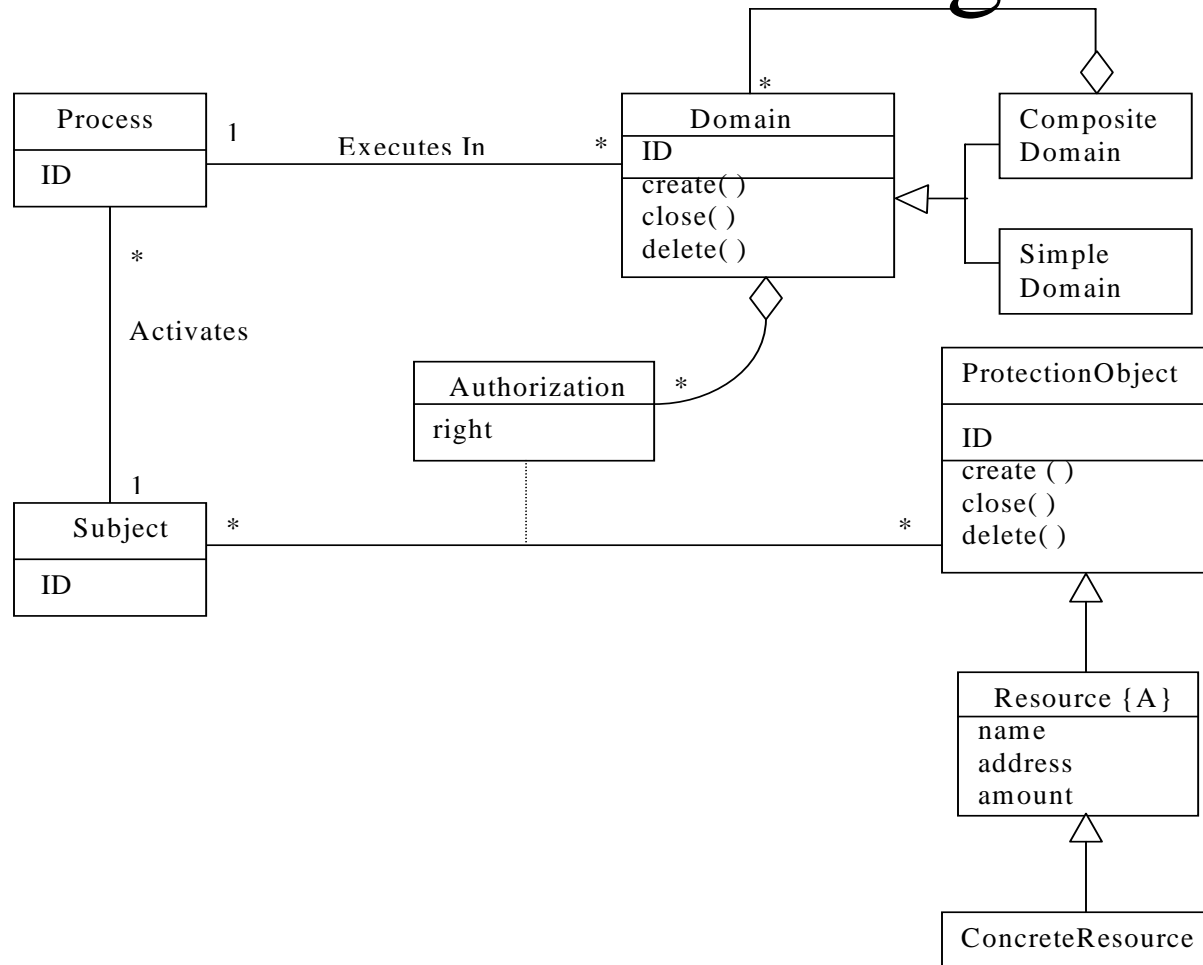 *
Process
ID
1
Executes In
*
Domain
ID
create( )
close( )
delete( )
Composite
Domain
Simple
Domain
*
Activates
1
Authorization
right
*
ProtectionObject
ID
create ( )
close( )
delete( )
Subject
ID
*
*
Resource {A}
name
address
amount
ConcreteResource